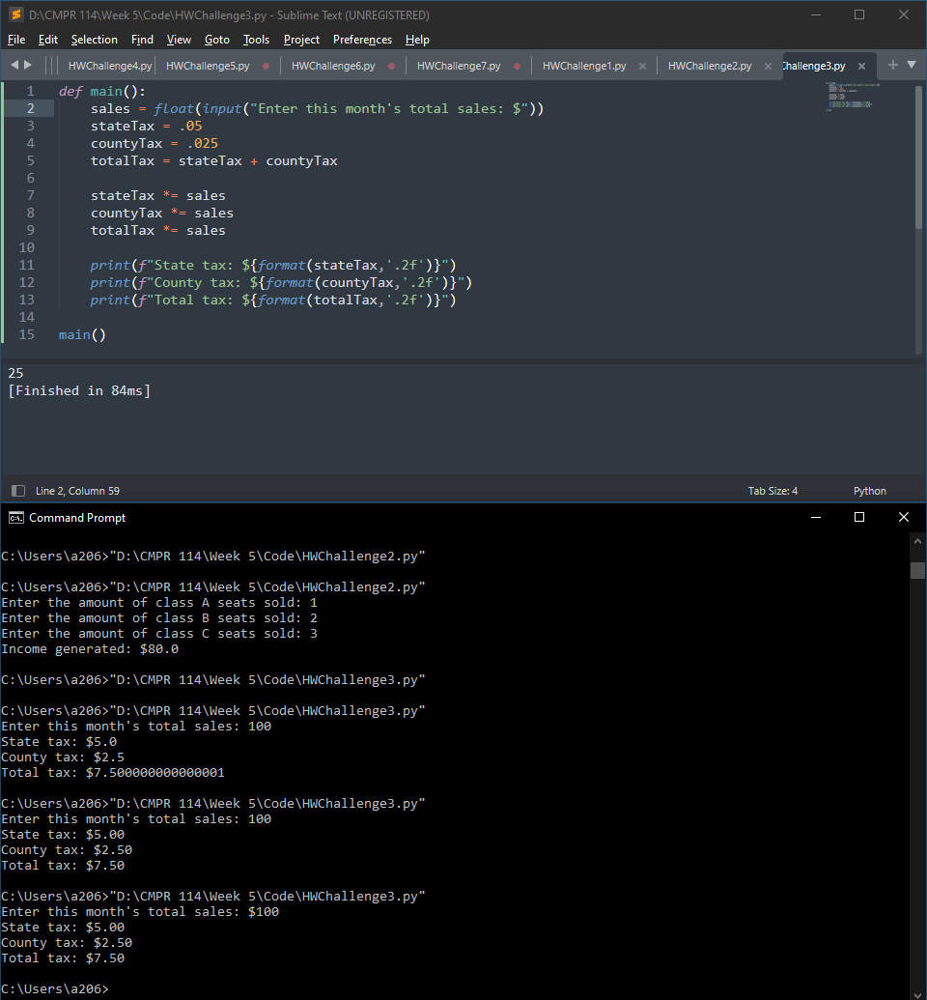 D:\CMPR 114\Week 5\Code\HWChallenge3.py - Sublime Text (UNREGISTERED)
File Edit Selection Find View Goto Tools Project Preferences Help
HWChallenge4.py HWChallenge5.py HWChallenge6.py HWChallenge7.py HWChallenge1.py HWChallenge2.py Challenge3.py
1 def main():
2     sales = float(input("Enter this month's total sales: $"))
3     stateTax = .05
4     countyTax = .025
5     totalTax = stateTax + countyTax
6
7     stateTax *= sales
8     countyTax *= sales
9     totalTax *= sales
10
11     print(f"State tax: ${format(stateTax,'.2f')}")
12     print(f"County tax: ${format(countyTax,'.2f')}")
13     print(f"Total tax: ${format(totalTax,'.2f')}")
14
15 main()
25
[Finished in 84ms]
Line 2, Column 59 Tab Size: 4 Python
C:\. Command Prompt
C:\Users\a206>"D:\CMPR 114\Week 5\Code\HWChallenge2.py"
C:\Users\a206>"D:\CMPR 114\Week 5\Code\HWChallenge2.py"
Enter the amount of class A seats sold: 1
Enter the amount of class B seats sold: 2
Enter the amount of class C seats sold: 3
Income generated: $80.0
C:\Users\a206>"D:\CMPR 114\Week 5\Code\HWChallenge3.py"
C:\Users\a206>"D:\CMPR 114\Week 5\Code\HWChallenge3.py"
Enter this month's total sales: 100
State tax: $5.0
County tax: $2.5
Total tax: $7.500000000000001
C:\Users\a206>"D:\CMPR 114\Week 5\Code\HWChallenge3.py"
Enter this month's total sales: 100
State tax: $5.00
County tax: $2.50
Total tax: $7.50
C:\Users\a206>"D:\CMPR 114\Week 5\Code\HWChallenge3.py"
Enter this month's total sales: $100
State tax: $5.00
County tax: $2.50
Total tax: $7.50
C:\Users\a206>